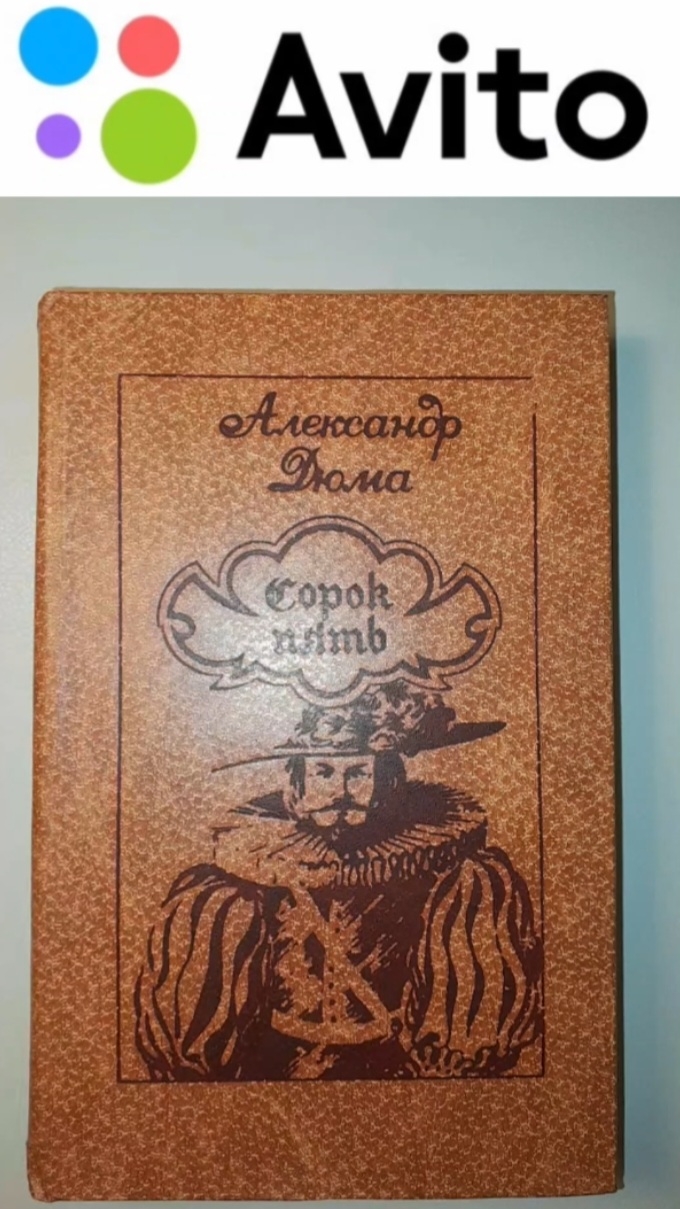 Avito
Александр
Дюма
Сорок
пять